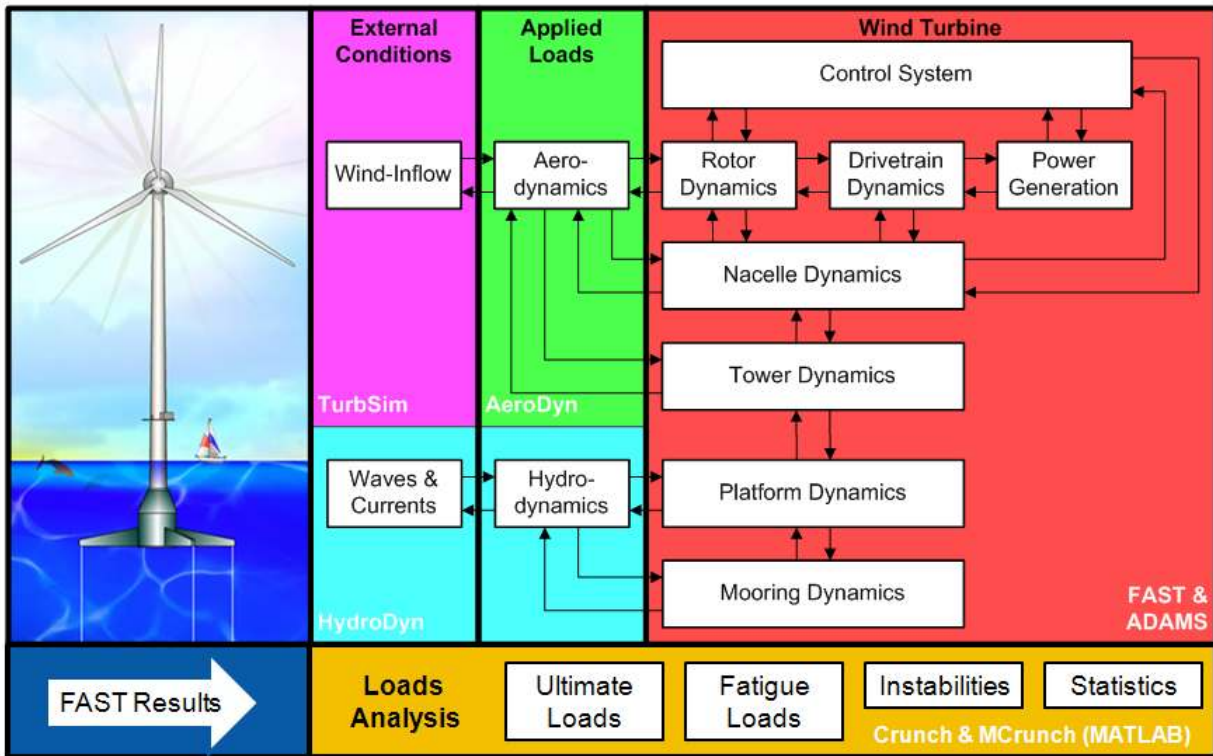 External
Conditions
Applied
Loads
Wind Turbine
Control System
Wind-Inflow
Aero-
dynamics
Rotor
Dynamics
Drivetrain
Dynamics
Power
Generation
Nacelle Dynamics
Tower Dynamics
TurbSim
AeroDyn
Waves &
Currents
Hydro-
dynamics
Platform Dynamics
Mooring Dynamics
HydroDyn
FAST &
ADAMS
FAST Results
Loads
Analysis
Ultimate
Loads
Fatigue
Loads
Instabilities
Statistics
Crunch & MCrunch (MATLAB)